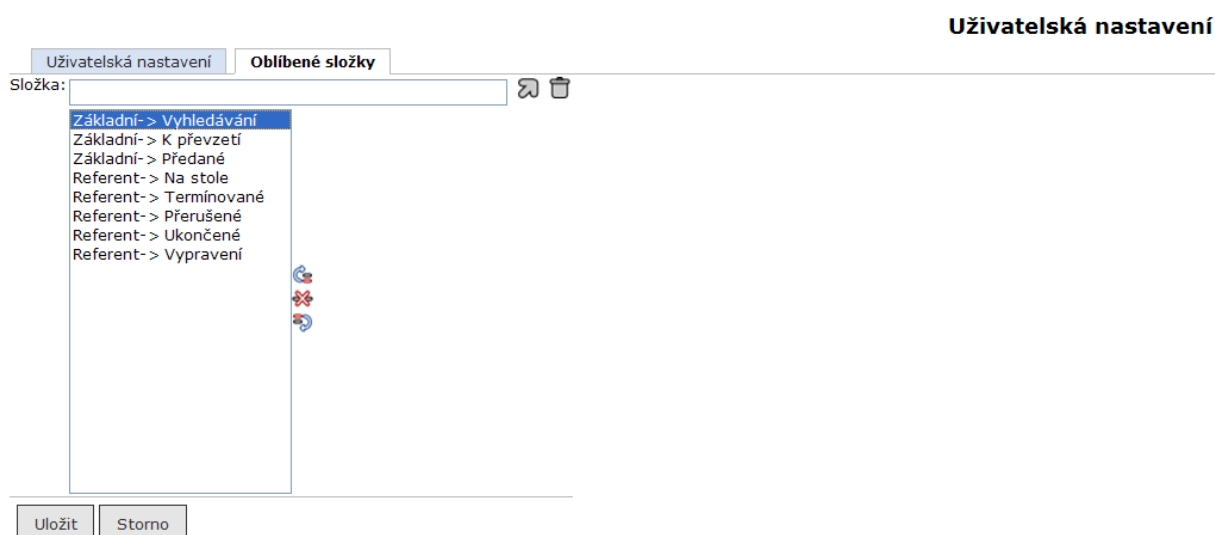 Uživatelská nastavení
Uživatelská nastavení Oblíbené složky
Složka:
Základní-> Vyhledávání
Základní-> K převzetí
Základní-> Předané
Referent-> Na stole
Referent-> Termínované
Referent-> Přerušené
Referent-> Ukončené
Referent-> Vypravení
Uložit Storno